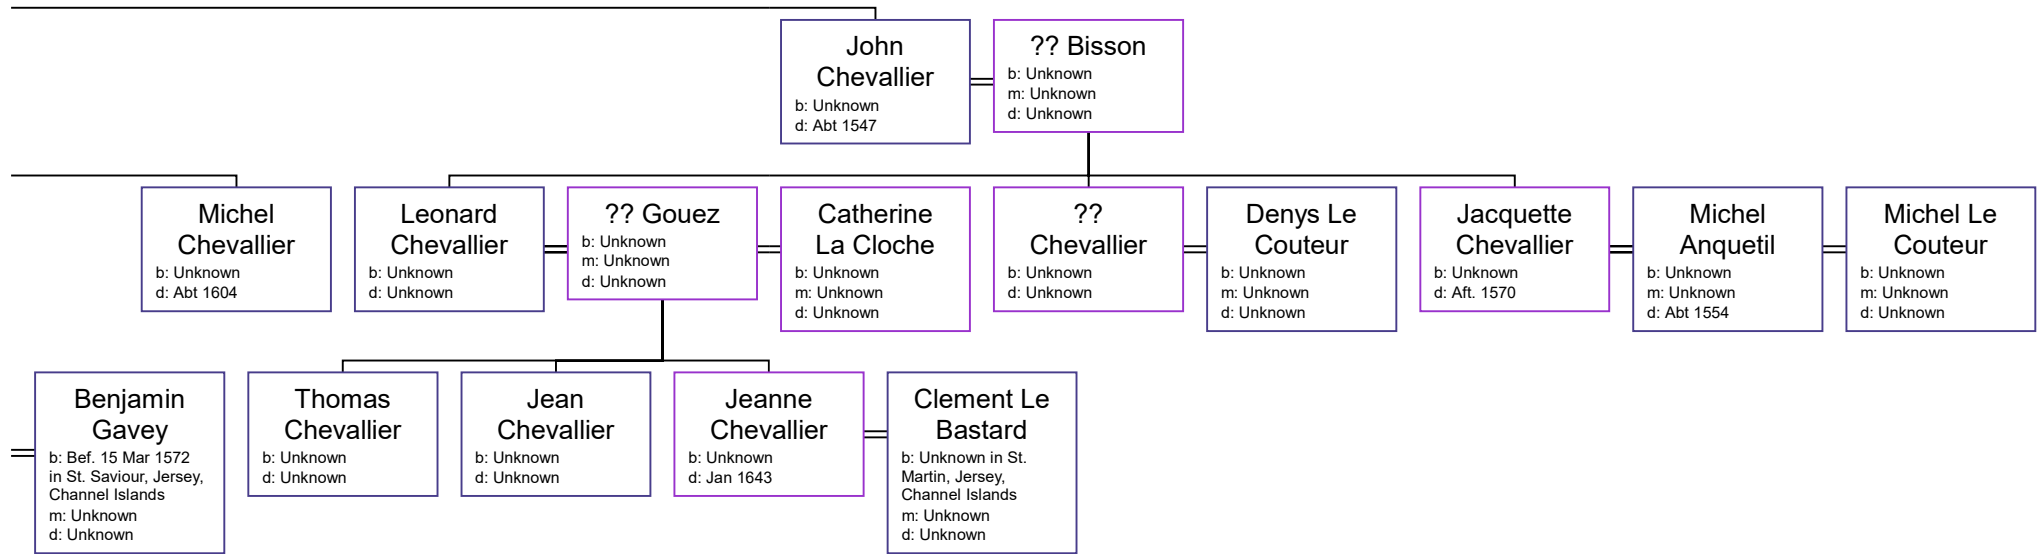 John
Chevallier
b: Unknown
d: Abt 1547
?? Bisson
b: Unknown
m: Unknown
d: Unknown
Michel
Chevallier
b: Unknown
d: Abt 1604
Leonard
Chevallier
b: Unknown
d: Unknown
?? Gouez
b: Unknown
m: Unknown
d: Unknown
Catherine
La Cloche
b: Unknown
m: Unknown
d: Unknown
??
Chevallier
b: Unknown
d: Unknown
Denys Le
Couteur
b: Unknown
m: Unknown
d: Unknown
Jacquette
Chevallier
b: Unknown
d: Aft. 1570
Michel
Anquetil
b: Unknown
m: Unknown
d: Abt 1554
Michel Le
Couteur
b: Unknown
m: Unknown
d: Unknown
Benjamin
Gavey
b: Bef. 15 Mar 1572
in St. Saviour, Jersey,
Channel Islands
m: Unknown
d: Unknown
Thomas
Chevallier
b: Unknown
d: Unknown
Jean
Chevallier
b: Unknown
d: Unknown
Jeanne
Chevallier
b: Unknown
d: Jan 1643
Clement Le
Bastard
b: Unknown in St.
Martin, Jersey,
Channel Islands
m: Unknown
d: Unknown